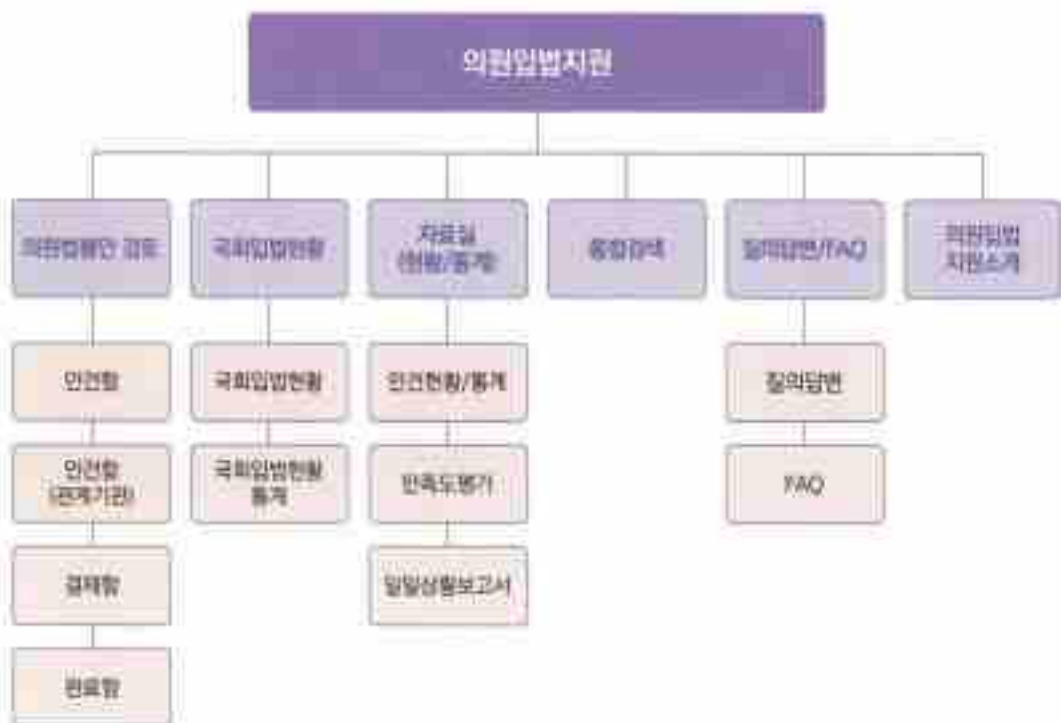 의원입법지원
의원법률안 검토
국회입법현황
자료실
(현황/통계)
통합검색
질의답변/FAQ
의원입법
지원소개
안건함
국회입법현황
안건현황/통계
질의답변
안건함
(관계기관)
국회입법현황
통계
만족도평가
FAQ
결재함
일일상황보고서
완료함